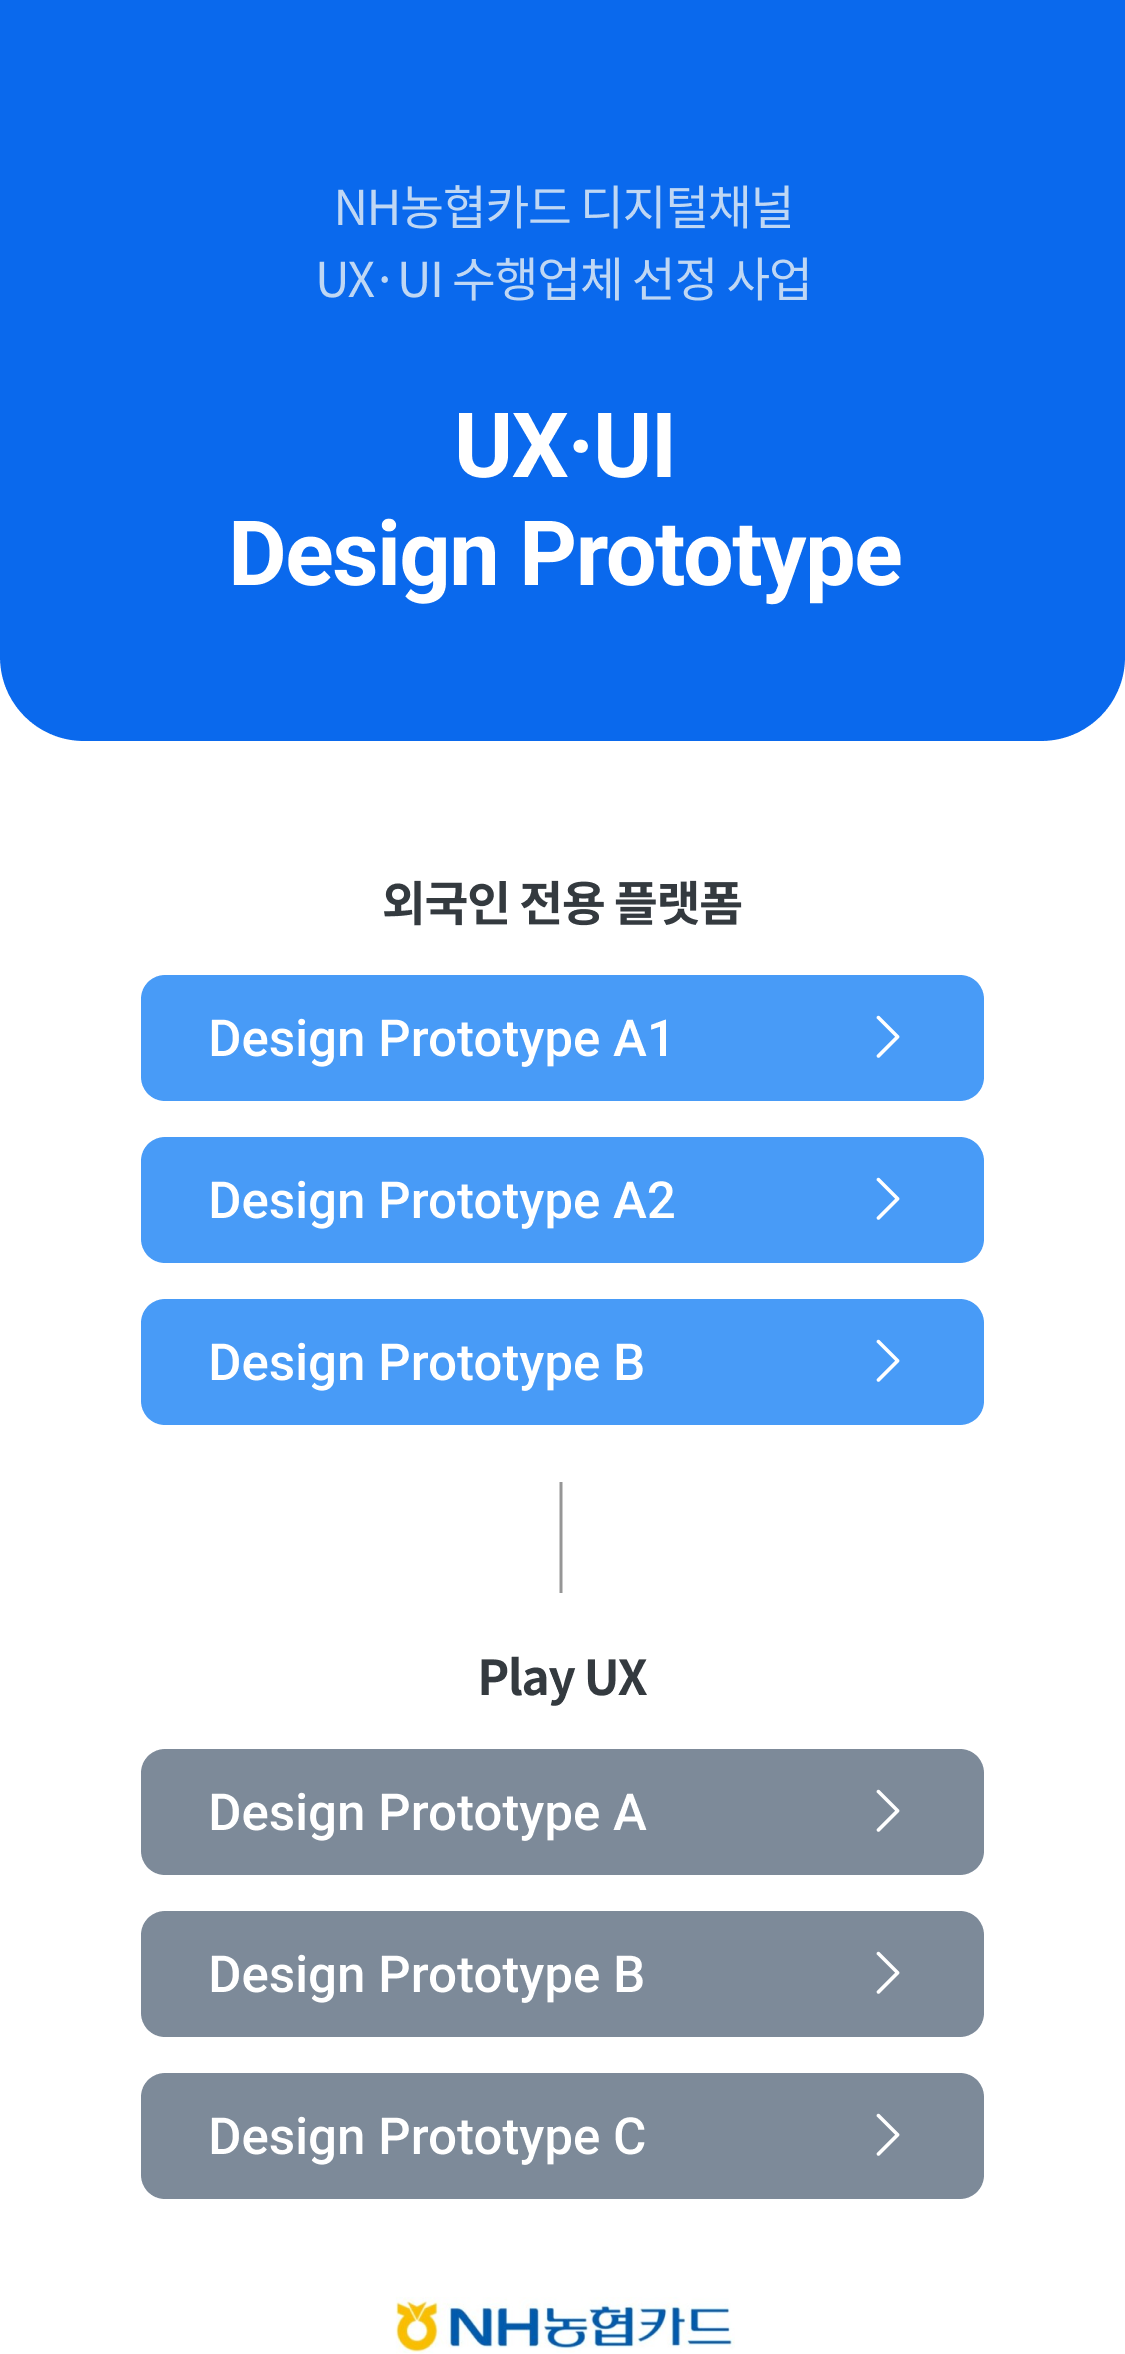 NH농협카드 디지털채널
UX·UI 수행업체 선정 사업
UX·UI
Design Prototype
외국인 전용 플랫폼
Design Prototype A1
Design Prototype A2
Design Prototype B
Play UX
Design Prototype A
Design Prototype B
Design Prototype C
NH농협카드